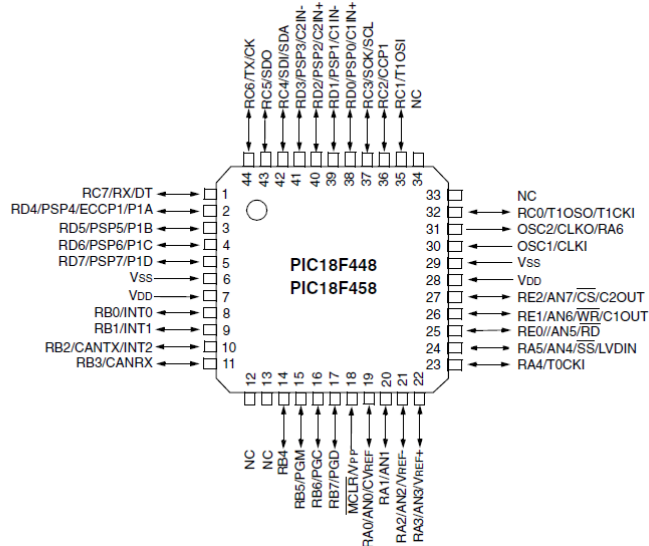 RC6/TX/CK
RC5/SDO
RC4/SDI/SDA
RD3/PSP3/C2IN-
RD2/PSP2/C2IN+
RD1/PSP1/C1IN-
RD0/PSP0/C1IN+
RC3/SCK/SCL
RC2/CCP1
RC1/T1OSI
NC
44
43
42
41
40
39
38
37
36
35
34
RC7/RX/DT 1
RD4/PSP4/ECCP1/P1A 2
RD5/PSP5/P1B 3
RD6/PSP6/P1C 4
RD7/PSP7/P1D 5
VSS 6
VDD 7
RB0/INT0 8
RB1/INT1 9
RB2/CANTX/INT2 10
RB3/CANRX 11
PIC18F448
PIC18F458
33 NC
32 RC0/T1OSO/T1CKI
31 OSC2/CLKO/RA6
30 OSC1/CLKI
29 VSS
28 VDD
27 RE2/AN7/CS/C2OUT
26 RE1/AN6/WR/C1OUT
25 RE0//AN5/RD
24 RA5/AN4/SS/LVDIN
23 RA4/T0CKI
12
13
14
15
16
17
18
19
20
21
22
NC
NC
RB4
RB5/PGM
RB6/PGC
RB7/PGD
MCLR/VPP
RA0/AN0/CVREF
RA1/AN1
RA2/AN2/VREF-
RA3/AN3/VREF+